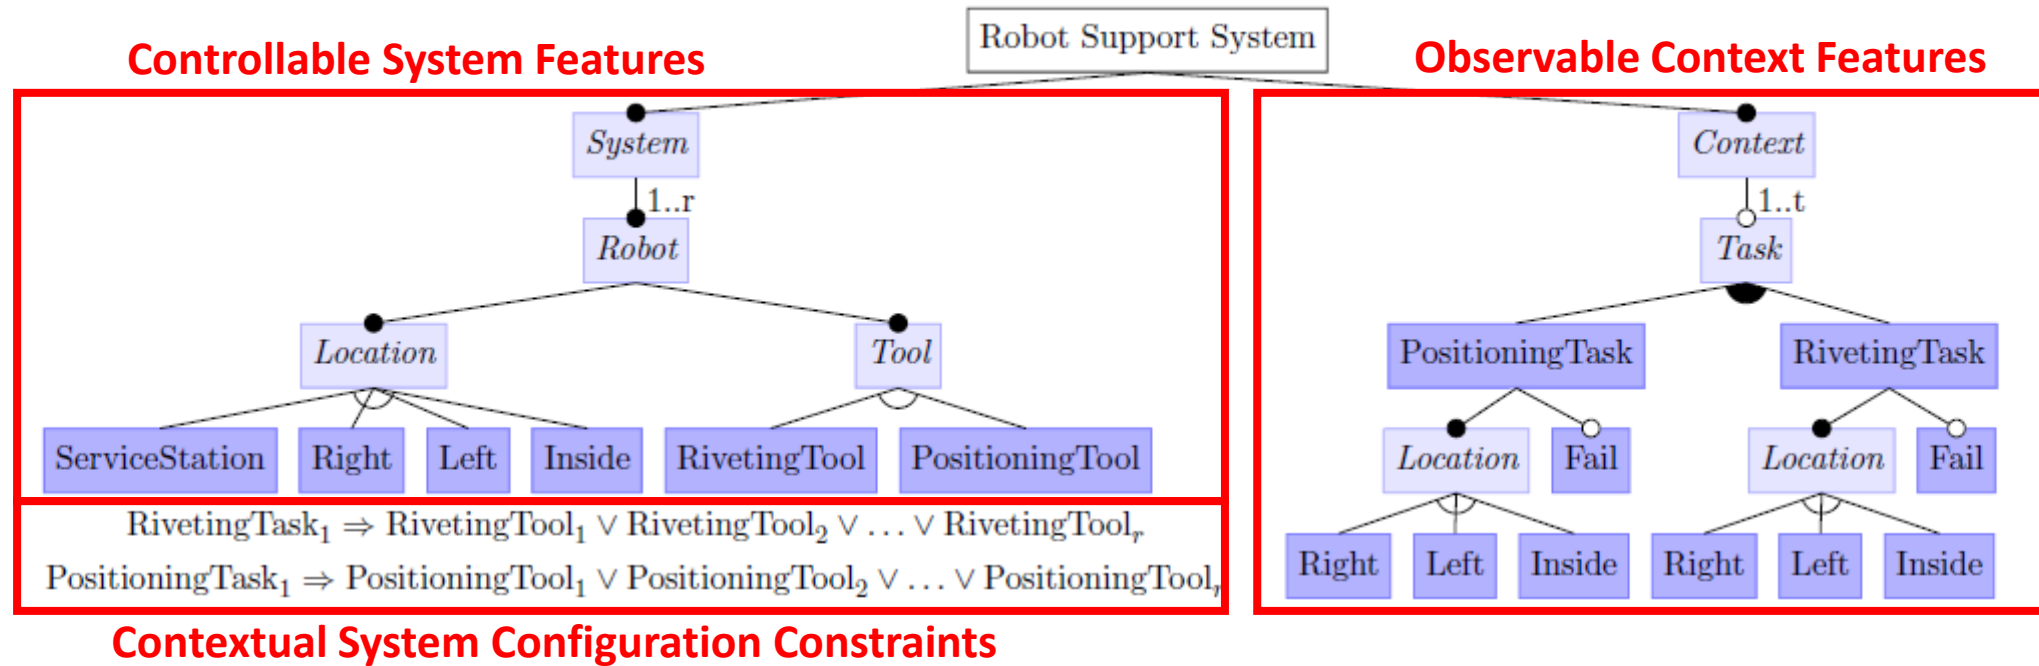 Robot Support System
Controllable System Features
Observable Context Features
System
1..r
Robot
Location
Tool
ServiceStation
Right
Left
Inside
RivetingTool
PositioningTool
RivetingTask₁ ⇒ RivetingTool₁ ∨ RivetingTool₂ ∨ … ∨ RivetingToolᵣ
PositioningTask₁ ⇒ PositioningTool₁ ∨ PositioningTool₂ ∨ … ∨ PositioningToolᵣ
Contextual System Configuration Constraints
Context
1..t
Task
PositioningTask
RivetingTask
Location
Fail
Location
Fail
Right
Left
Inside
Right
Left
Inside